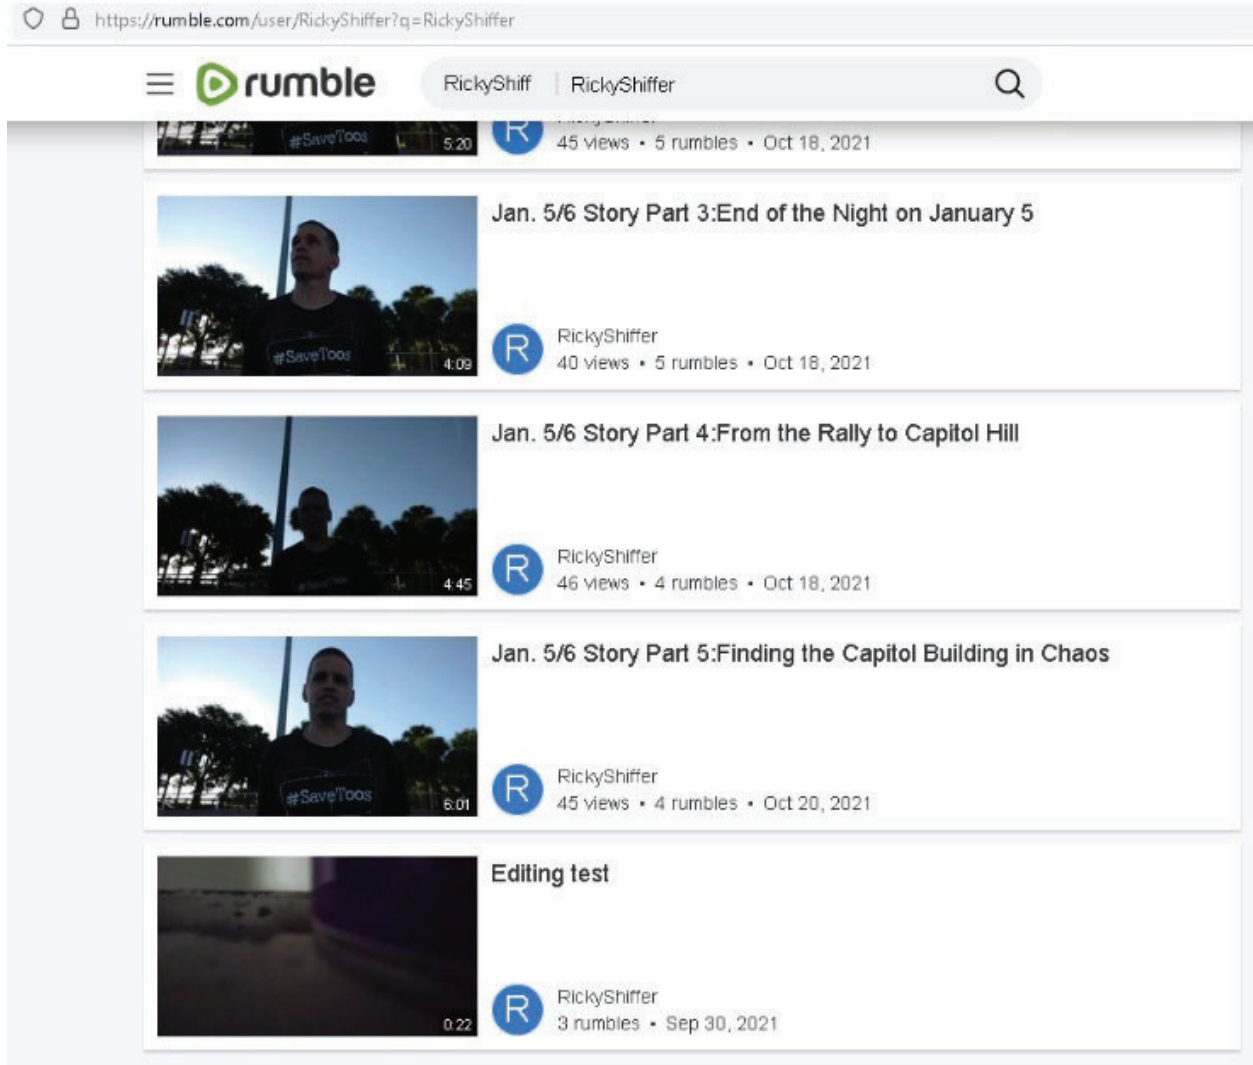 https://rumble.com/user/RickyShiffer?q=RickyShiffer
rumble
RickyShiff
RickyShiffer
#SaveToos
5:20
R
45 views • 5 rumbles • Oct 18, 2021
Jan. 5/6 Story Part 3:End of the Night on January 5
#SaveToos
4:09
R
RickyShiffer
40 views • 5 rumbles • Oct 18, 2021
Jan. 5/6 Story Part 4:From the Rally to Capitol Hill
4:45
R
RickyShiffer
46 views • 4 rumbles • Oct 18, 2021
Jan. 5/6 Story Part 5:Finding the Capitol Building in Chaos
#SaveToos
6:01
R
RickyShiffer
45 views • 4 rumbles • Oct 20, 2021
Editing test
0:22
R
RickyShiffer
3 rumbles • Sep 30, 2021